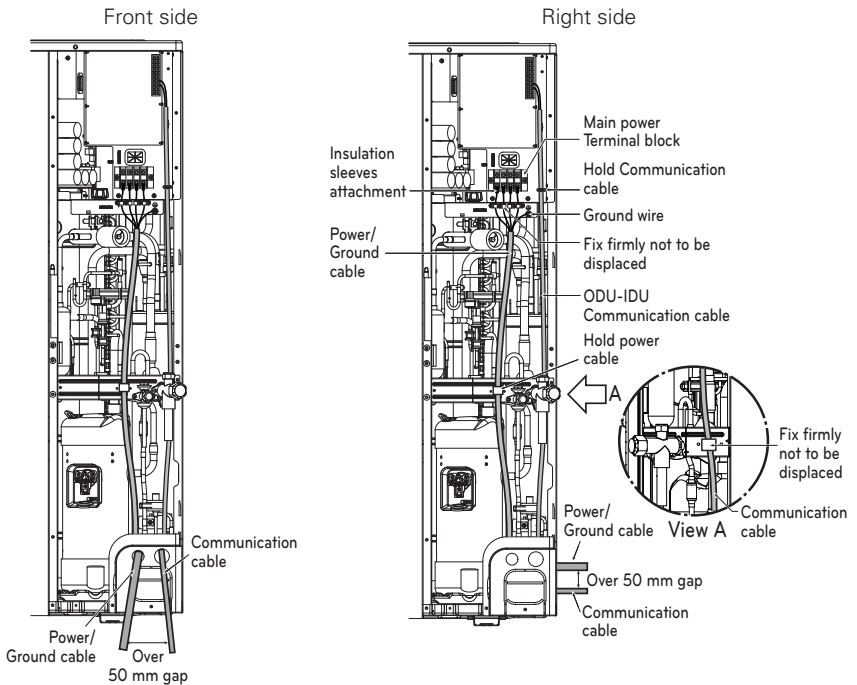 Front side
Communication
cable
Power/
Ground cable
Over
50 mm gap
Right side
Insulation
sleeves
attachment
Power/
Ground
cable
Main power
Terminal block
Hold Communication
cable
Ground wire
Fix firmly not to be
displaced
ODU-IDU
Communication cable
Hold power
cable
A
Fix firmly
not to be
displaced
Communication
cable
View A
Power/
Ground cable
Over 50 mm gap
Communication
cable